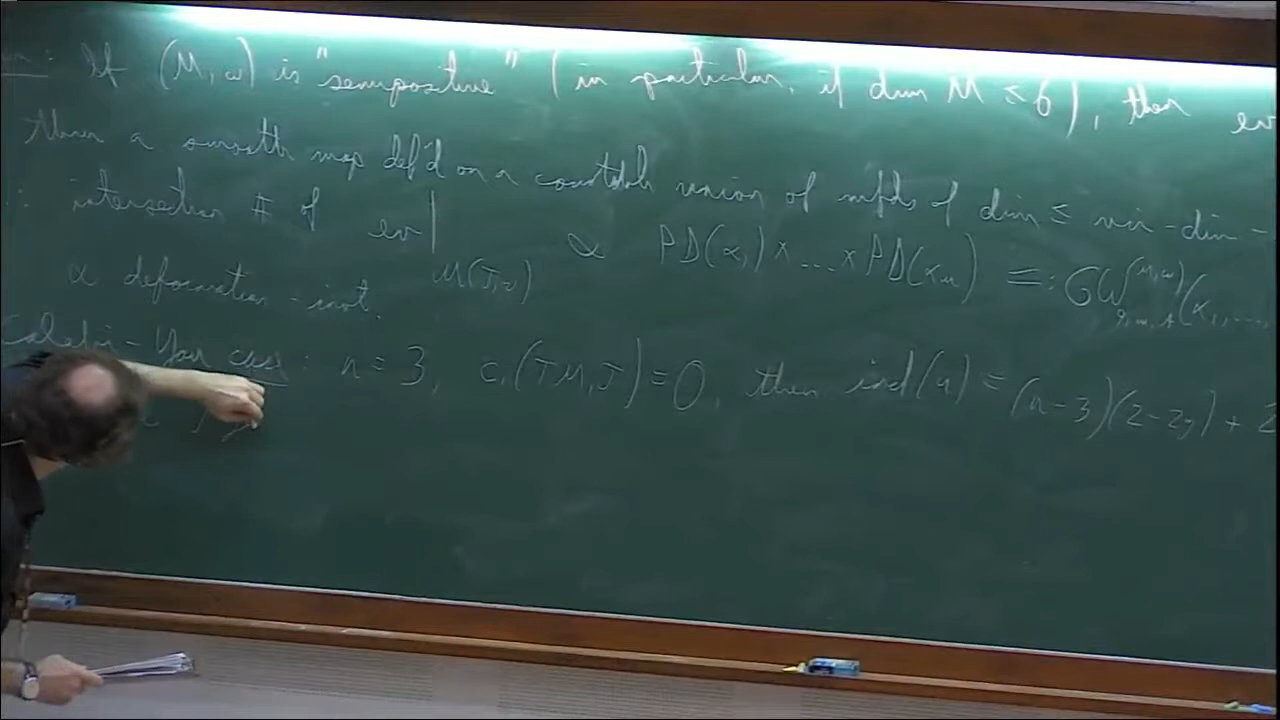 : If (M, ω) is "semipositive" (in particular, if dim M ≤ 6), then ev
a smooth map def'd on a countable union of mfds of dim ≤ vir-dim -
∴ intersection # of ev|_{M(J, )} & PD(α₁) × ... × PD(αₘ) =: GW^{(M,ω)}_{g,m,A}(α₁, ...,
deformation-invt.
Calabi-Yau case: n = 3, c₁(TM, J) = 0, then ind(u) = (n-3)(2-2g) + 2